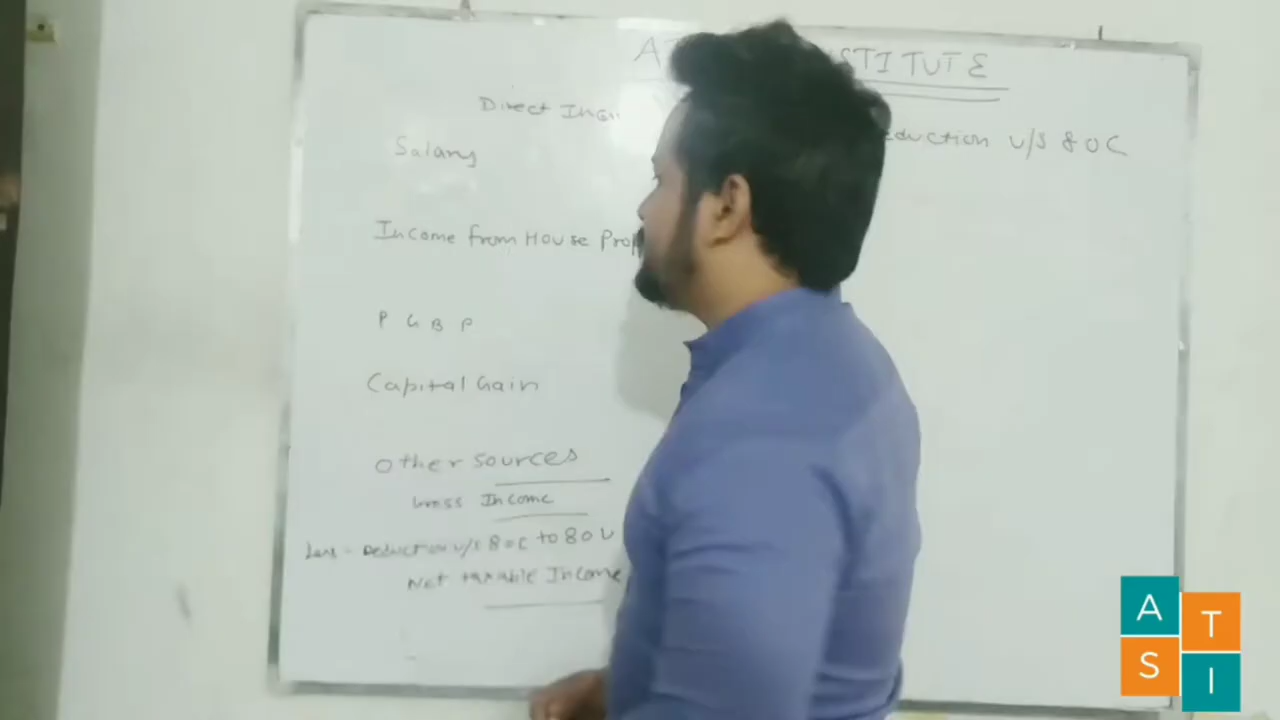 A STITUTE
Direct
eduction U/S 80C
Salary
Income from House Prop
P G B P
Capital Gain
Other sources
Gross Income
Less - Deduction U/S 80C to 80U
Net taxable Income
A T
S I